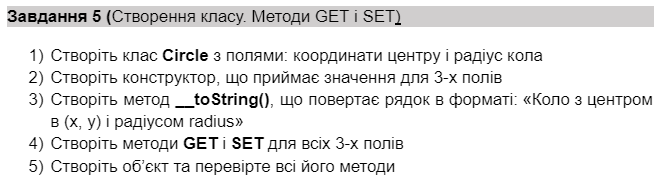 Завдання 5 (Створення класу. Методи GET і SET)
1) Створіть клас Circle з полями: координати центру і радіус кола
2) Створіть конструктор, що приймає значення для 3-х полів
3) Створіть метод __toString(), що повертає рядок в форматі: «Коло з центром
в (x, y) і радіусом radius»
4) Створіть методи GET і SET для всіх 3-х полів
5) Створіть об’єкт та перевірте всі його методи